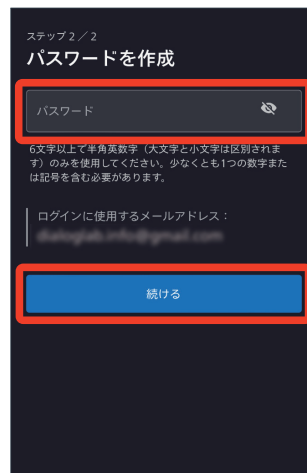 ステップ2／2
パスワードを作成
パスワード
6文字以上で半角英数字（大文字と小文字は区別されま
す）のみを使用してください。少なくとも1つの数字また
は記号を含む必要があります。
ログインに使用するメールアドレス：
続ける